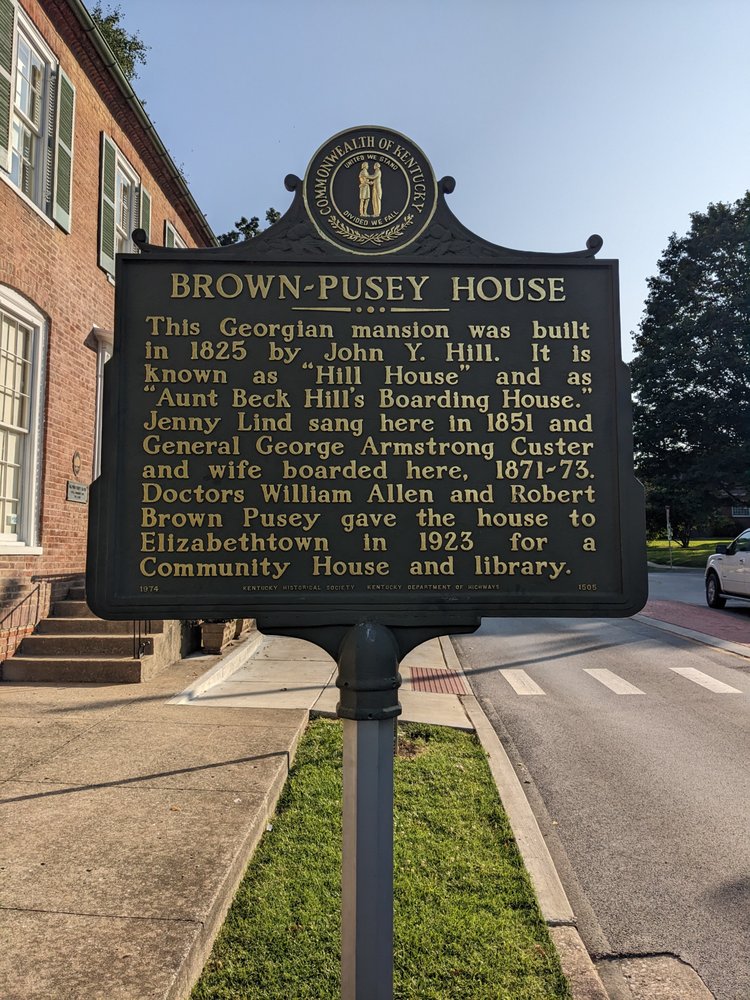 COMMONWEALTH OF KENTUCKY
UNITED WE STAND
DIVIDED WE FALL
BROWN-PUSEY HOUSE
This Georgian mansion was built
in 1825 by John Y. Hill. It is
known as "Hill House" and as
"Aunt Beck Hill's Boarding House."
Jenny Lind sang here in 1851 and
General George Armstrong Custer
and wife boarded here, 1871-73.
Doctors William Allen and Robert
Brown Pusey gave the house to
Elizabethtown in 1923 for a
Community House and library.
1974 KENTUCKY HISTORICAL SOCIETY KENTUCKY DEPARTMENT OF HIGHWAYS 1505